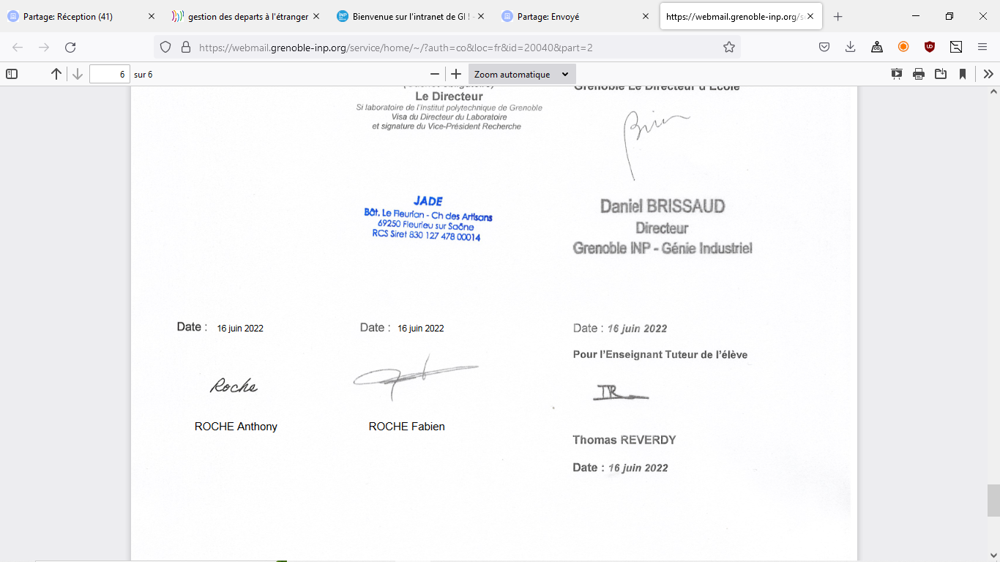 Partage: Réception (41)
gestion des departs à l'étranger
Bienvenue sur l'intranet de GI ! -
Partage: Envoyé
https://webmail.grenoble-inp.org/s
https://webmail.grenoble-inp.org/service/home/~/?auth=co&loc=fr&id=20040&part=2
6 sur 6
Zoom automatique
Grenoble Le Directeur d'École
Le Directeur
Si laboratoire de l'Institut polytechnique de Grenoble
Visa du Directeur du Laboratoire
et signature du Vice-Président Recherche
JADE
Bât. Le Fleurian - Ch des Artisans
69250 Fleurieu sur Saône
RCS Siret 830 127 478 00014
Daniel BRISSAUD
Directeur
Grenoble INP - Génie Industriel
Date : 16 juin 2022
Date : 16 juin 2022
Date : 16 juin 2022
Pour l'Enseignant Tuteur de l'élève
Roche
TR
ROCHE Anthony
ROCHE Fabien
Thomas REVERDY
Date : 16 juin 2022